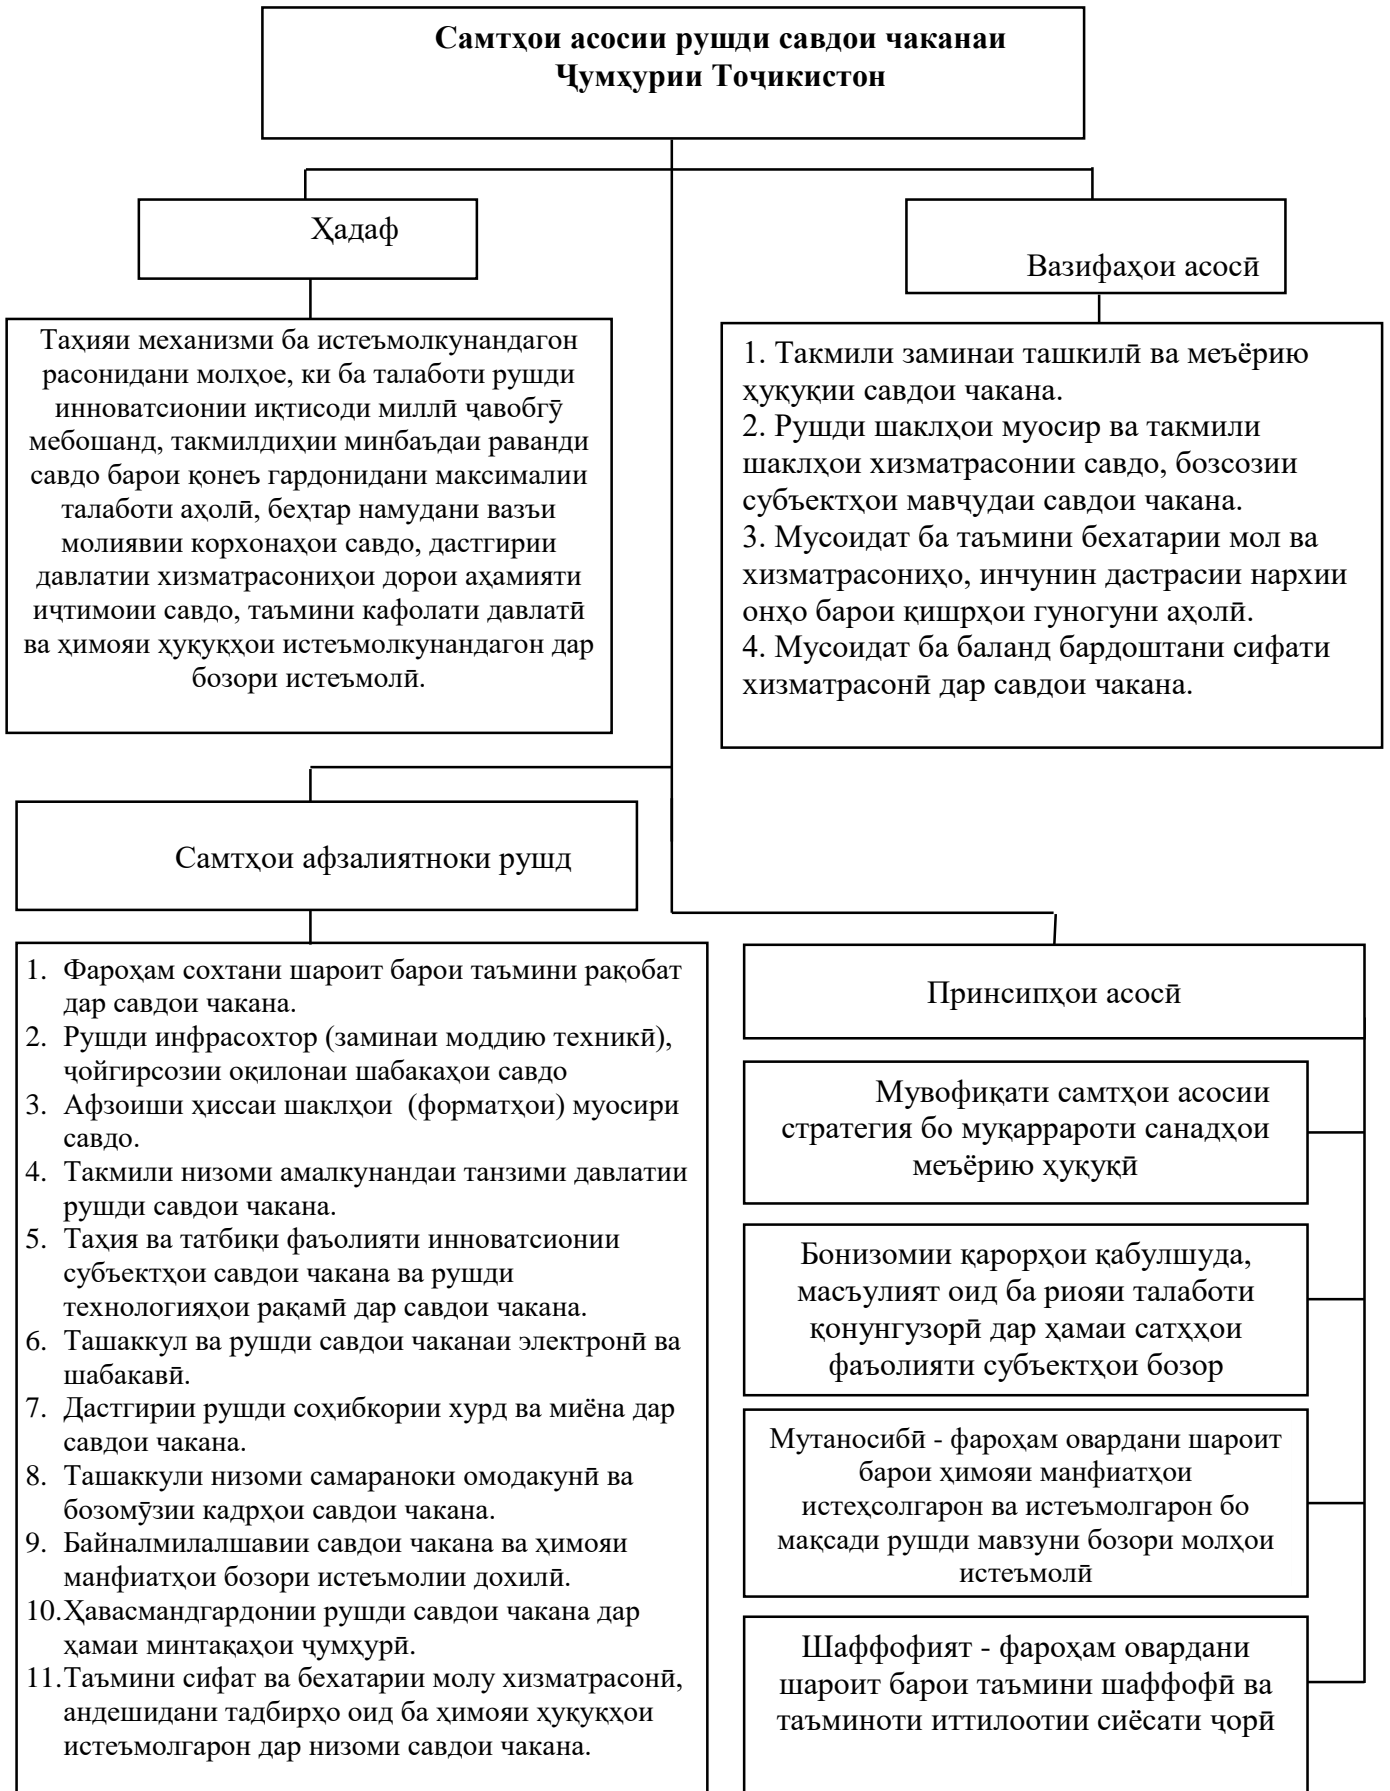 Самтҳои асосии рушди савдои чаканаи
Ҷумҳурии Тоҷикистон
Ҳадаф
Вазифаҳои асосӣ
Таҳияи механизми ба истеъмолкунандагон
расонидани молҳое, ки ба талаботи рушди
инноватсионии иқтисоди миллӣ ҷавобгӯ
мебошанд, такмилдиҳии минбаъдаи раванди
савдо барои қонеъ гардонидани максималии
талаботи аҳолӣ, беҳтар намудани вазъи
молиявии корхонаҳои савдо, дастгирии
давлатии хизматрасониҳои дорои аҳамияти
иҷтимоии савдо, таъмини кафолати давлатӣ
ва ҳимояи ҳуқуқҳои истеъмолкунандагон дар
бозори истеъмолӣ.
1. Такмили заминаи ташкилӣ ва меъёрию
ҳуқуқии савдои чакана.
2. Рушди шаклҳои муосир ва такмили
шаклҳои хизматрасонии савдо, бозсозии
субъектҳои мавҷудаи савдои чакана.
3. Мусоидат ба таъмини бехатарии мол ва
хизматрасониҳо, инчунин дастрасии нархии
онҳо барои қишрҳои гуногуни аҳолӣ.
4. Мусоидат ба баланд бардоштани сифати
хизматрасонӣ дар савдои чакана.
Самтҳои афзалиятноки рушд
1. Фароҳам сохтани шароит барои таъмини рақобат
дар савдои чакана.
2. Рушди инфрасохтор (заминаи моддию техникӣ),
ҷойгирсозии оқилонаи шабакаҳои савдо
3. Афзоиши ҳиссаи шаклҳои (форматҳои) муосири
савдо.
4. Такмили низоми амалкунандаи танзими давлатии
рушди савдои чакана.
5. Таҳия ва татбиқи фаъолияти инноватсионии
субъектҳои савдои чакана ва рушди
технологияҳои рақамӣ дар савдои чакана.
6. Ташаккул ва рушди савдои чаканаи электронӣ ва
шабакавӣ.
7. Дастгирии рушди соҳибкории хурд ва миёна дар
савдои чакана.
8. Ташаккули низоми самараноки омодакунӣ ва
бозомӯзии кадрҳои савдои чакана.
9. Байналмилалшавии савдои чакана ва ҳимояи
манфиатҳои бозори истеъмолии дохилӣ.
10.Ҳавасмандгардонии рушди савдои чакана дар
ҳамаи минтақаҳои ҷумҳурӣ.
11.Таъмини сифат ва бехатарии молу хизматрасонӣ,
андешидани тадбирҳо оид ба ҳимояи ҳуқуқҳои
истеъмолгарон дар низоми савдои чакана.
Принсипҳои асосӣ
Мувофиқати самтҳои асосии
стратегия бо муқаррароти санадҳои
меъёрию ҳуқуқӣ
Бонизомии қарорҳои қабулшуда,
масъулият оид ба риояи талаботи
қонунгузорӣ дар ҳамаи сатҳҳои
фаъолияти субъектҳои бозор
Мутаносибӣ - фароҳам овардани шароит
барои ҳимояи манфиатҳои
истеҳсолгарон ва истеъмолгарон бо
мақсади рушди мавзуни бозори молҳои
истеъмолӣ
Шаффофият - фароҳам овардани
шароит барои таъмини шаффофӣ ва
таъминоти иттилоотии сиёсати ҷорӣ